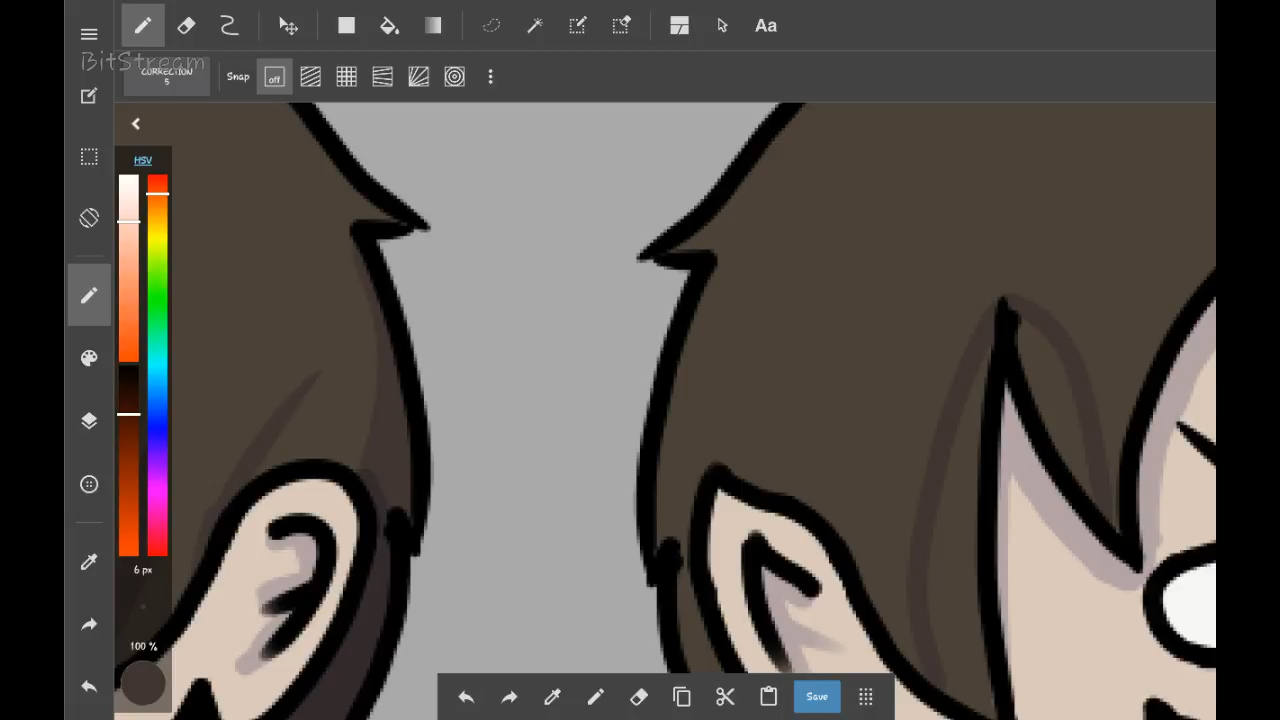 Aa
BitStream
CORRECTION
5
Snap
off
HSV
6 px
100 %
Save